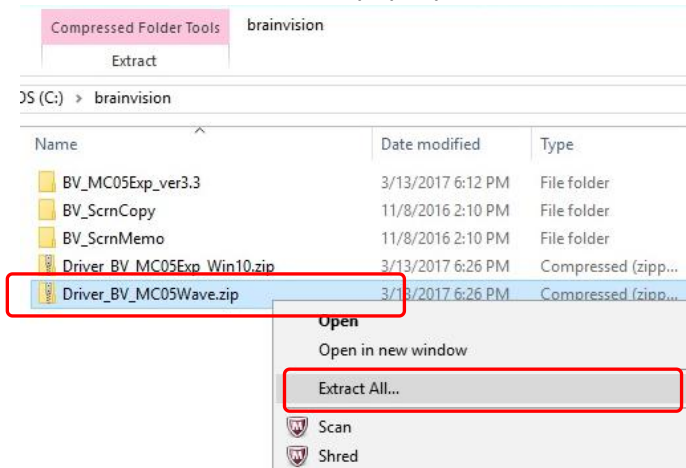 Compressed Folder Tools brainvision
Extract
OS (C:) > brainvision
Name Date modified Type
BV_MC05Exp_ver3.3 3/13/2017 6:12 PM File folder
BV_ScrnCopy 11/8/2016 2:10 PM File folder
BV_ScrnMemo 11/8/2016 2:10 PM File folder
Driver_BV_MC05Exp_Win10.zip 3/13/2017 6:26 PM Compressed (zipp...
Driver_BV_MC05Wave.zip 3/13/2017 6:26 PM Compressed (zipp...
Open
Open in new window
Extract All...
Scan
Shred